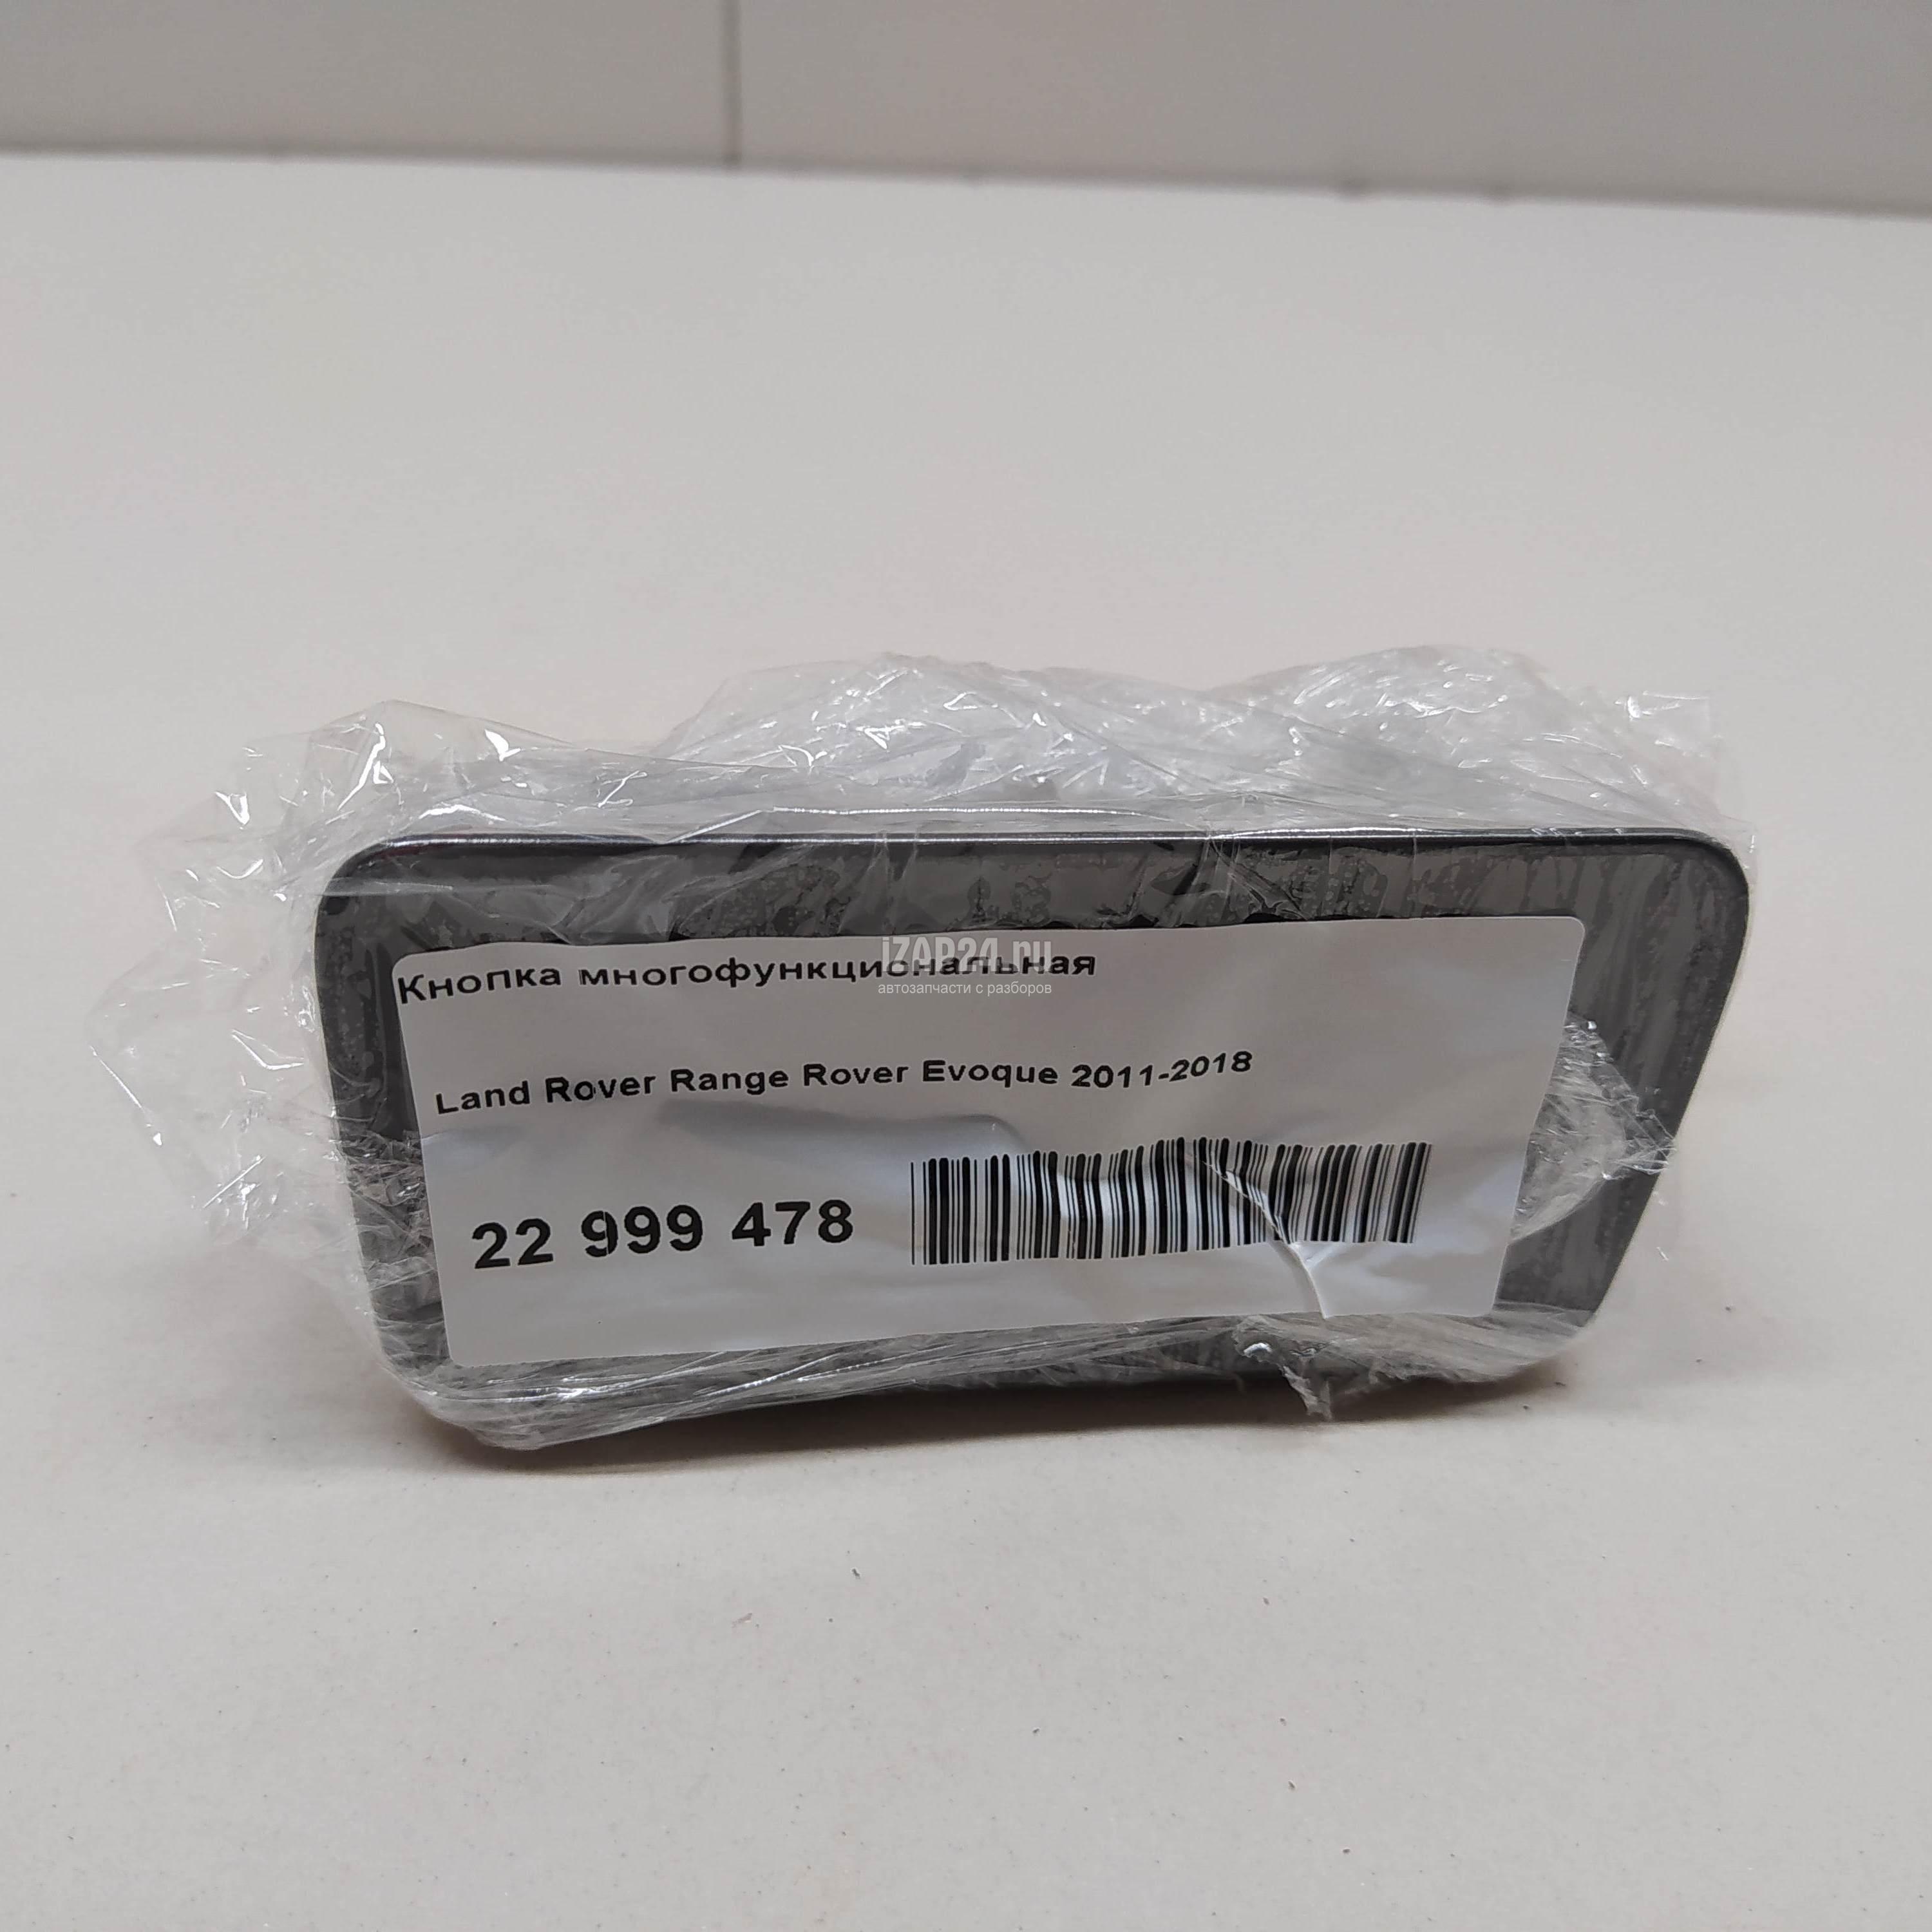 Кнопка многофункциональная
iZAP24.ru
автозапчасти с разборов
Land Rover Range Rover Evoque 2011-2018
22 999 478